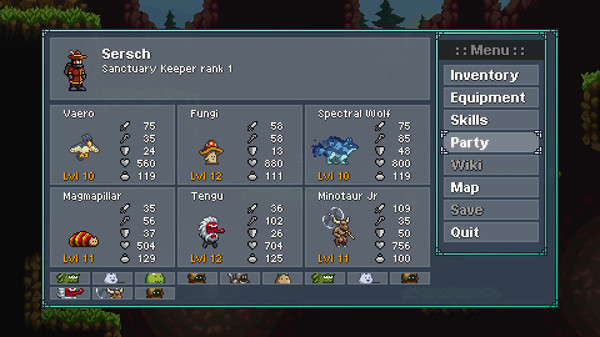 Sersch
Sanctuary Keeper rank 1
Vaero
75
35
24
560
Lvl 10
119
Fungi
58
58
13
880
Lvl 12
111
Spectral Wolf
75
85
48
800
Lvl 10
119
Magmapillar
35
56
37
504
Lvl 11
129
Tengu
36
102
26
704
Lvl 12
125
Minotaur Jr
109
35
50
756
Lvl 11
100
:: Menu ::
Inventory
Equipment
Skills
Party
Wiki
Map
Save
Quit